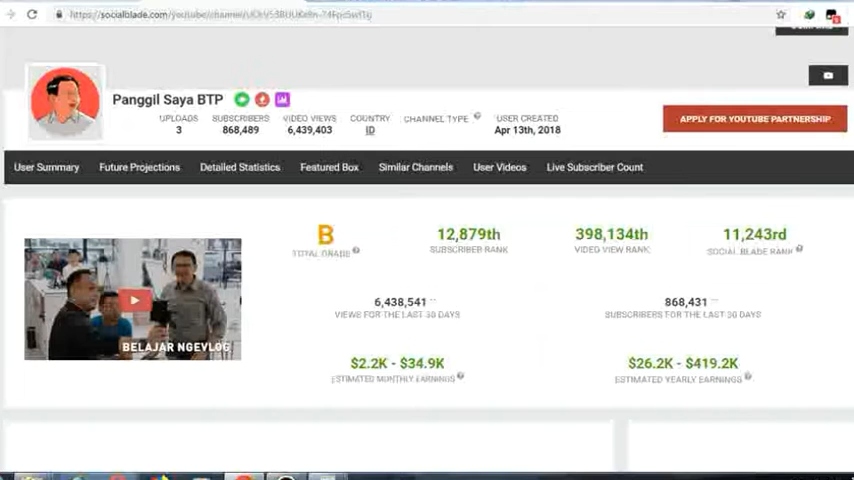 Panggil Saya BTP
UPLOADS
3
SUBSCRIBERS
868,489
VIDEO VIEWS
6,439,403
COUNTRY
ID
CHANNEL TYPE
USER CREATED
Apr 13th, 2018
APPLY FOR YOUTUBE PARTNERSHIP
User Summary Future Projections Detailed Statistics Featured Box Similar Channels User Videos Live Subscriber Count
BELAJAR NGEVLOG
B
TOTAL GRADE
12,879th
SUBSCRIBER RANK
398,134th
VIDEO VIEW RANK
11,243rd
SOCIAL BLADE RANK
6,438,541
VIEWS FOR THE LAST 30 DAYS
868,431
SUBSCRIBERS FOR THE LAST 30 DAYS
$2.2K - $34.9K
ESTIMATED MONTHLY EARNINGS
$26.2K - $419.2K
ESTIMATED YEARLY EARNINGS